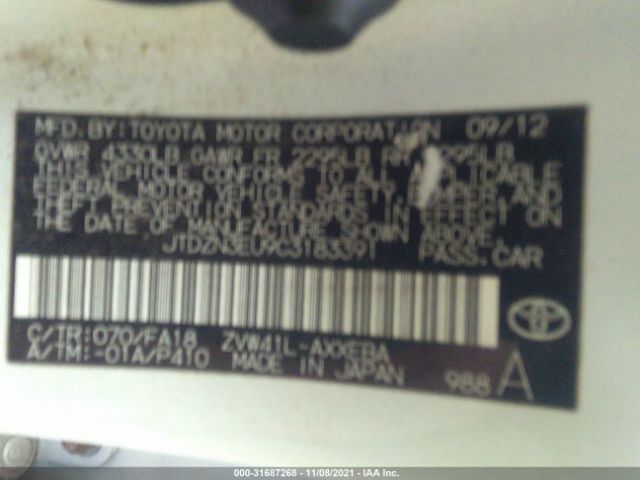 MFD. BY: TOYOTA MOTOR CORPORATION 09/12
GVWR 4330LB GAWR FR 2295LB RR 2295LB
THIS VEHICLE CONFORMS TO ALL APPLICABLE
FEDERAL MOTOR VEHICLE SAFETY, BUMPER AND
THEFT PREVENTION STANDARDS IN EFFECT ON
THE DATE OF MANUFACTURE SHOWN ABOVE.
JTDZN3EU9C3183391 PASS. CAR
C/TR: 070/FA18 ZVW41L-AXXEBA
A/TM: -01A/P410 MADE IN JAPAN 988 A
000-31687268 - 11/08/2021 - IAA Inc.